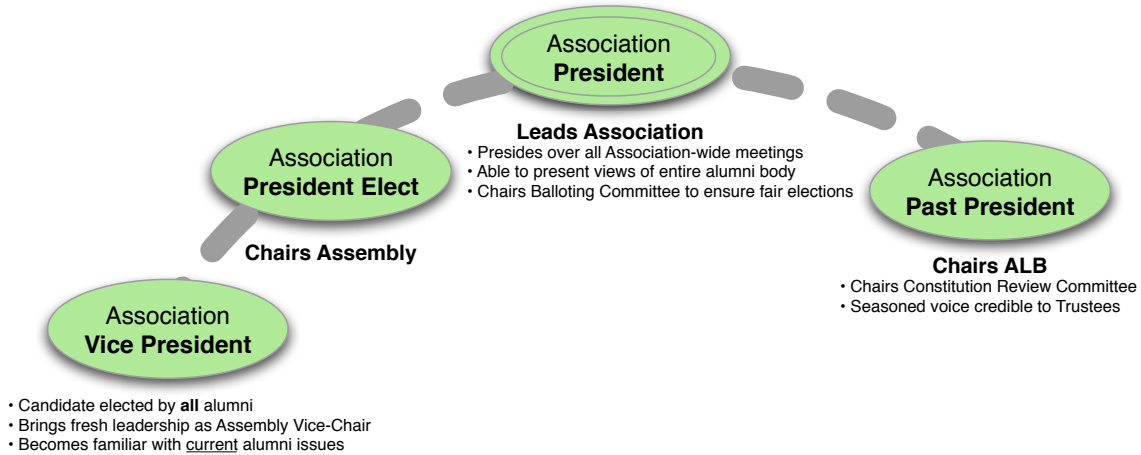 Association
President
Leads Association
• Presides over all Association-wide meetings
• Able to present views of entire alumni body
• Chairs Balloting Committee to ensure fair elections
Association
President Elect
Chairs Assembly
Association
Past President
Chairs ALB
• Chairs Constitution Review Committee
• Seasoned voice credible to Trustees
Association
Vice President
• Candidate elected by all alumni
• Brings fresh leadership as Assembly Vice-Chair
• Becomes familiar with current alumni issues